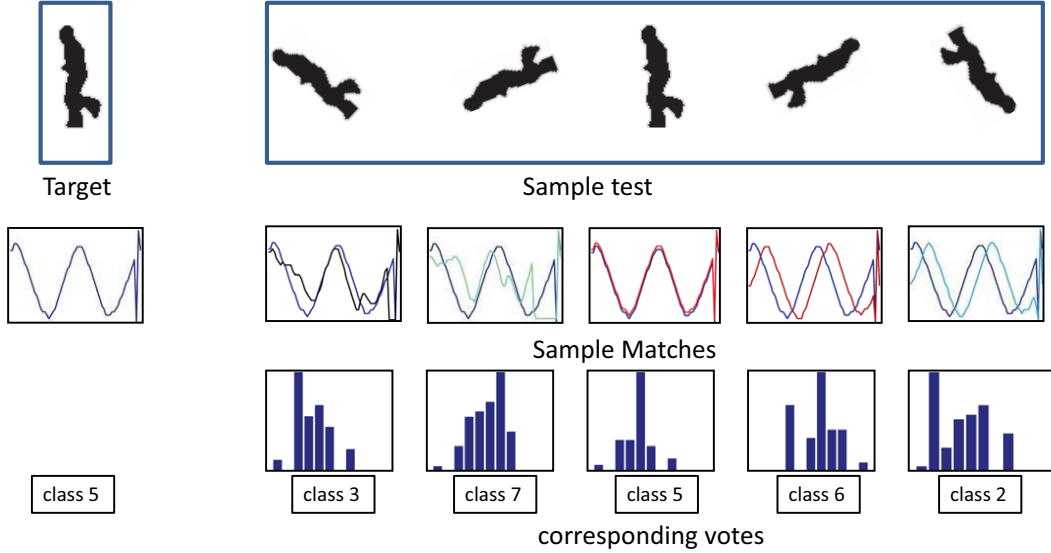 Target
Sample test
Sample Matches
class 5
class 3
class 7
class 5
class 6
class 2
corresponding votes